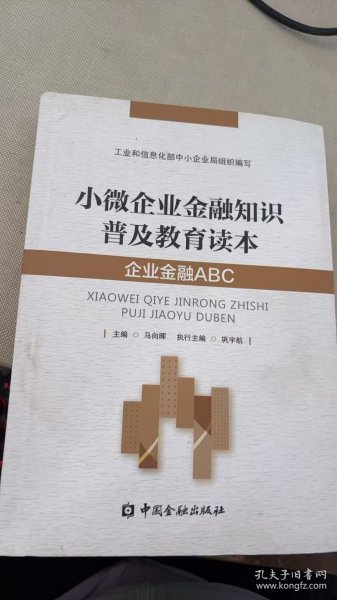 工业和信息化部中小企业局组织编写
小微企业金融知识
普及教育读本
企业金融ABC
XIAOWEI QIYE JINRONG ZHISHI
PUJI JIAOYU DUBEN
主编 ○ 马向晖 执行主编 ○ 巩宇航
中国金融出版社
孔夫子旧书网
www.kongfz.com